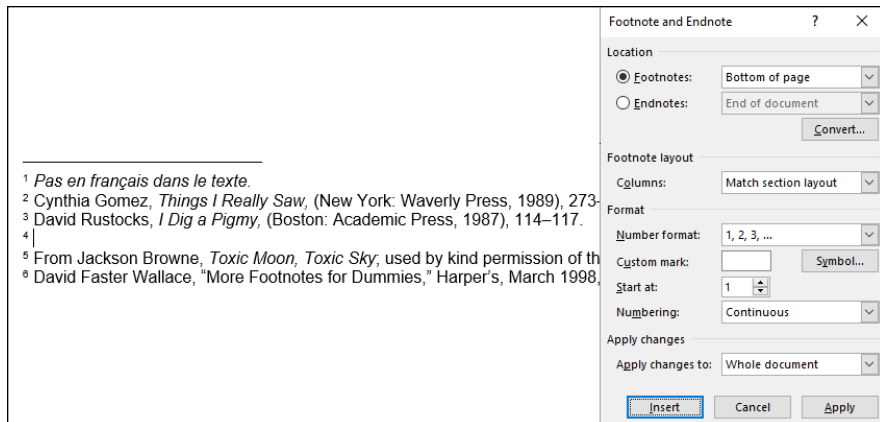 Footnote and Endnote ? ×
Location
Footnotes: Bottom of page
Endnotes: End of document
Convert...
Footnote layout
Columns: Match section layout
Format
Number format: 1, 2, 3, ...
Custom mark: Symbol...
Start at: 1
Numbering: Continuous
Apply changes
Apply changes to: Whole document
Insert Cancel Apply
1 Pas en français dans le texte.
2 Cynthia Gomez, Things I Really Saw, (New York: Waverly Press, 1989), 273-
3 David Rustocks, I Dig a Pigmy, (Boston: Academic Press, 1987), 114–117.
4
5 From Jackson Browne, Toxic Moon, Toxic Sky; used by kind permission of th
6 David Faster Wallace, “More Footnotes for Dummies,” Harper’s, March 1998,